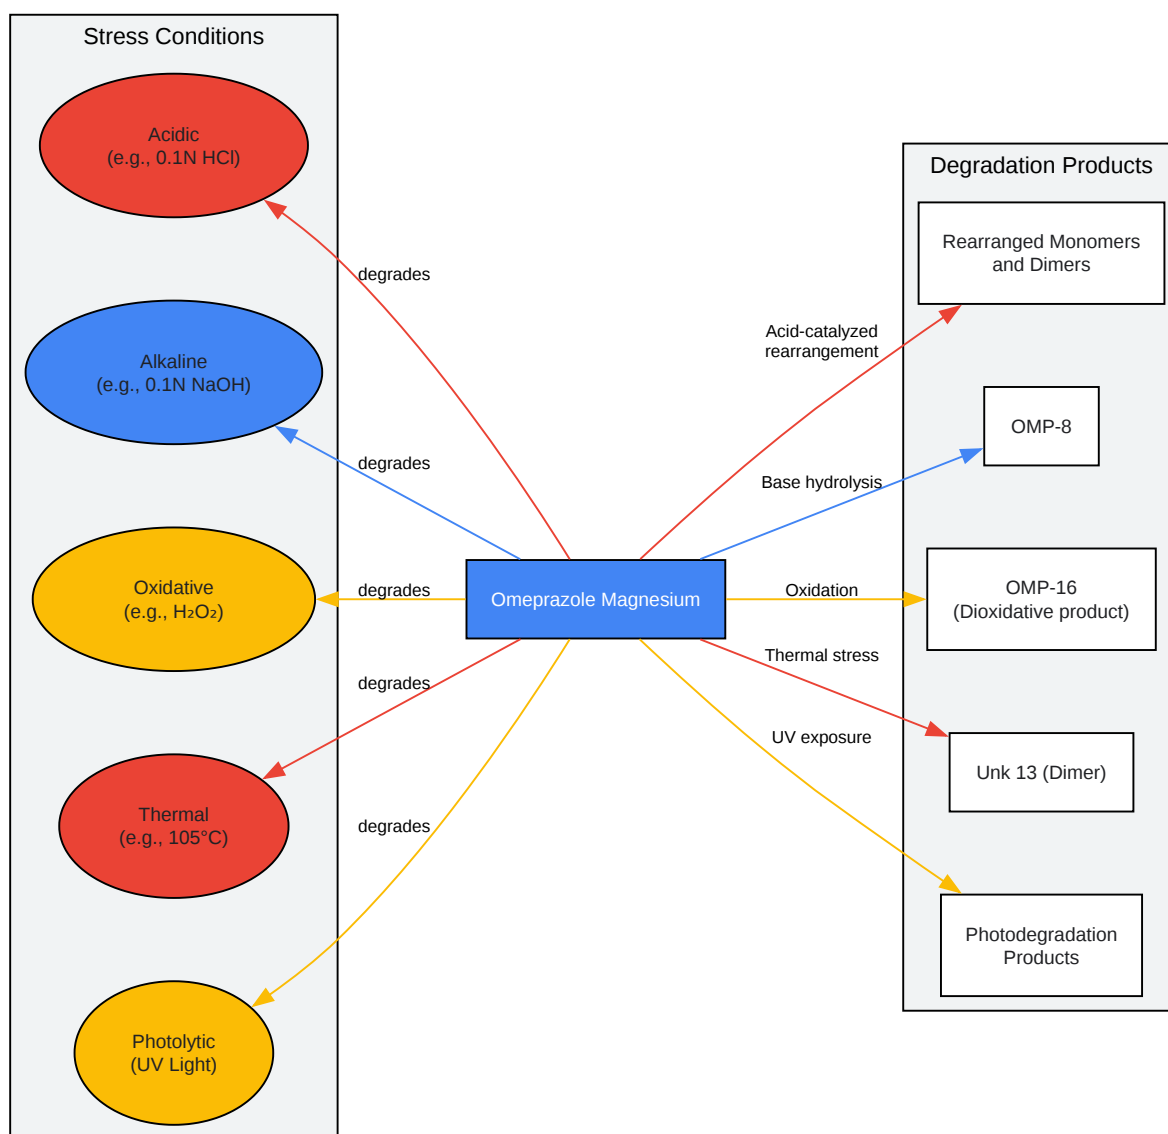 Stress Conditions
Acidic
(e.g., 0.1N HCl)
Alkaline
(e.g., 0.1N NaOH)
Oxidative
(e.g., H₂O₂)
Thermal
(e.g., 105°C)
Photolytic
(UV Light)
degrades
degrades
degrades
degrades
degrades
Omeprazole Magnesium
Acid-catalyzed
rearrangement
Base hydrolysis
Oxidation
Thermal stress
UV exposure
Degradation Products
Rearranged Monomers
and Dimers
OMP-8
OMP-16
(Dioxidative product)
Unk 13 (Dimer)
Photodegradation
Products